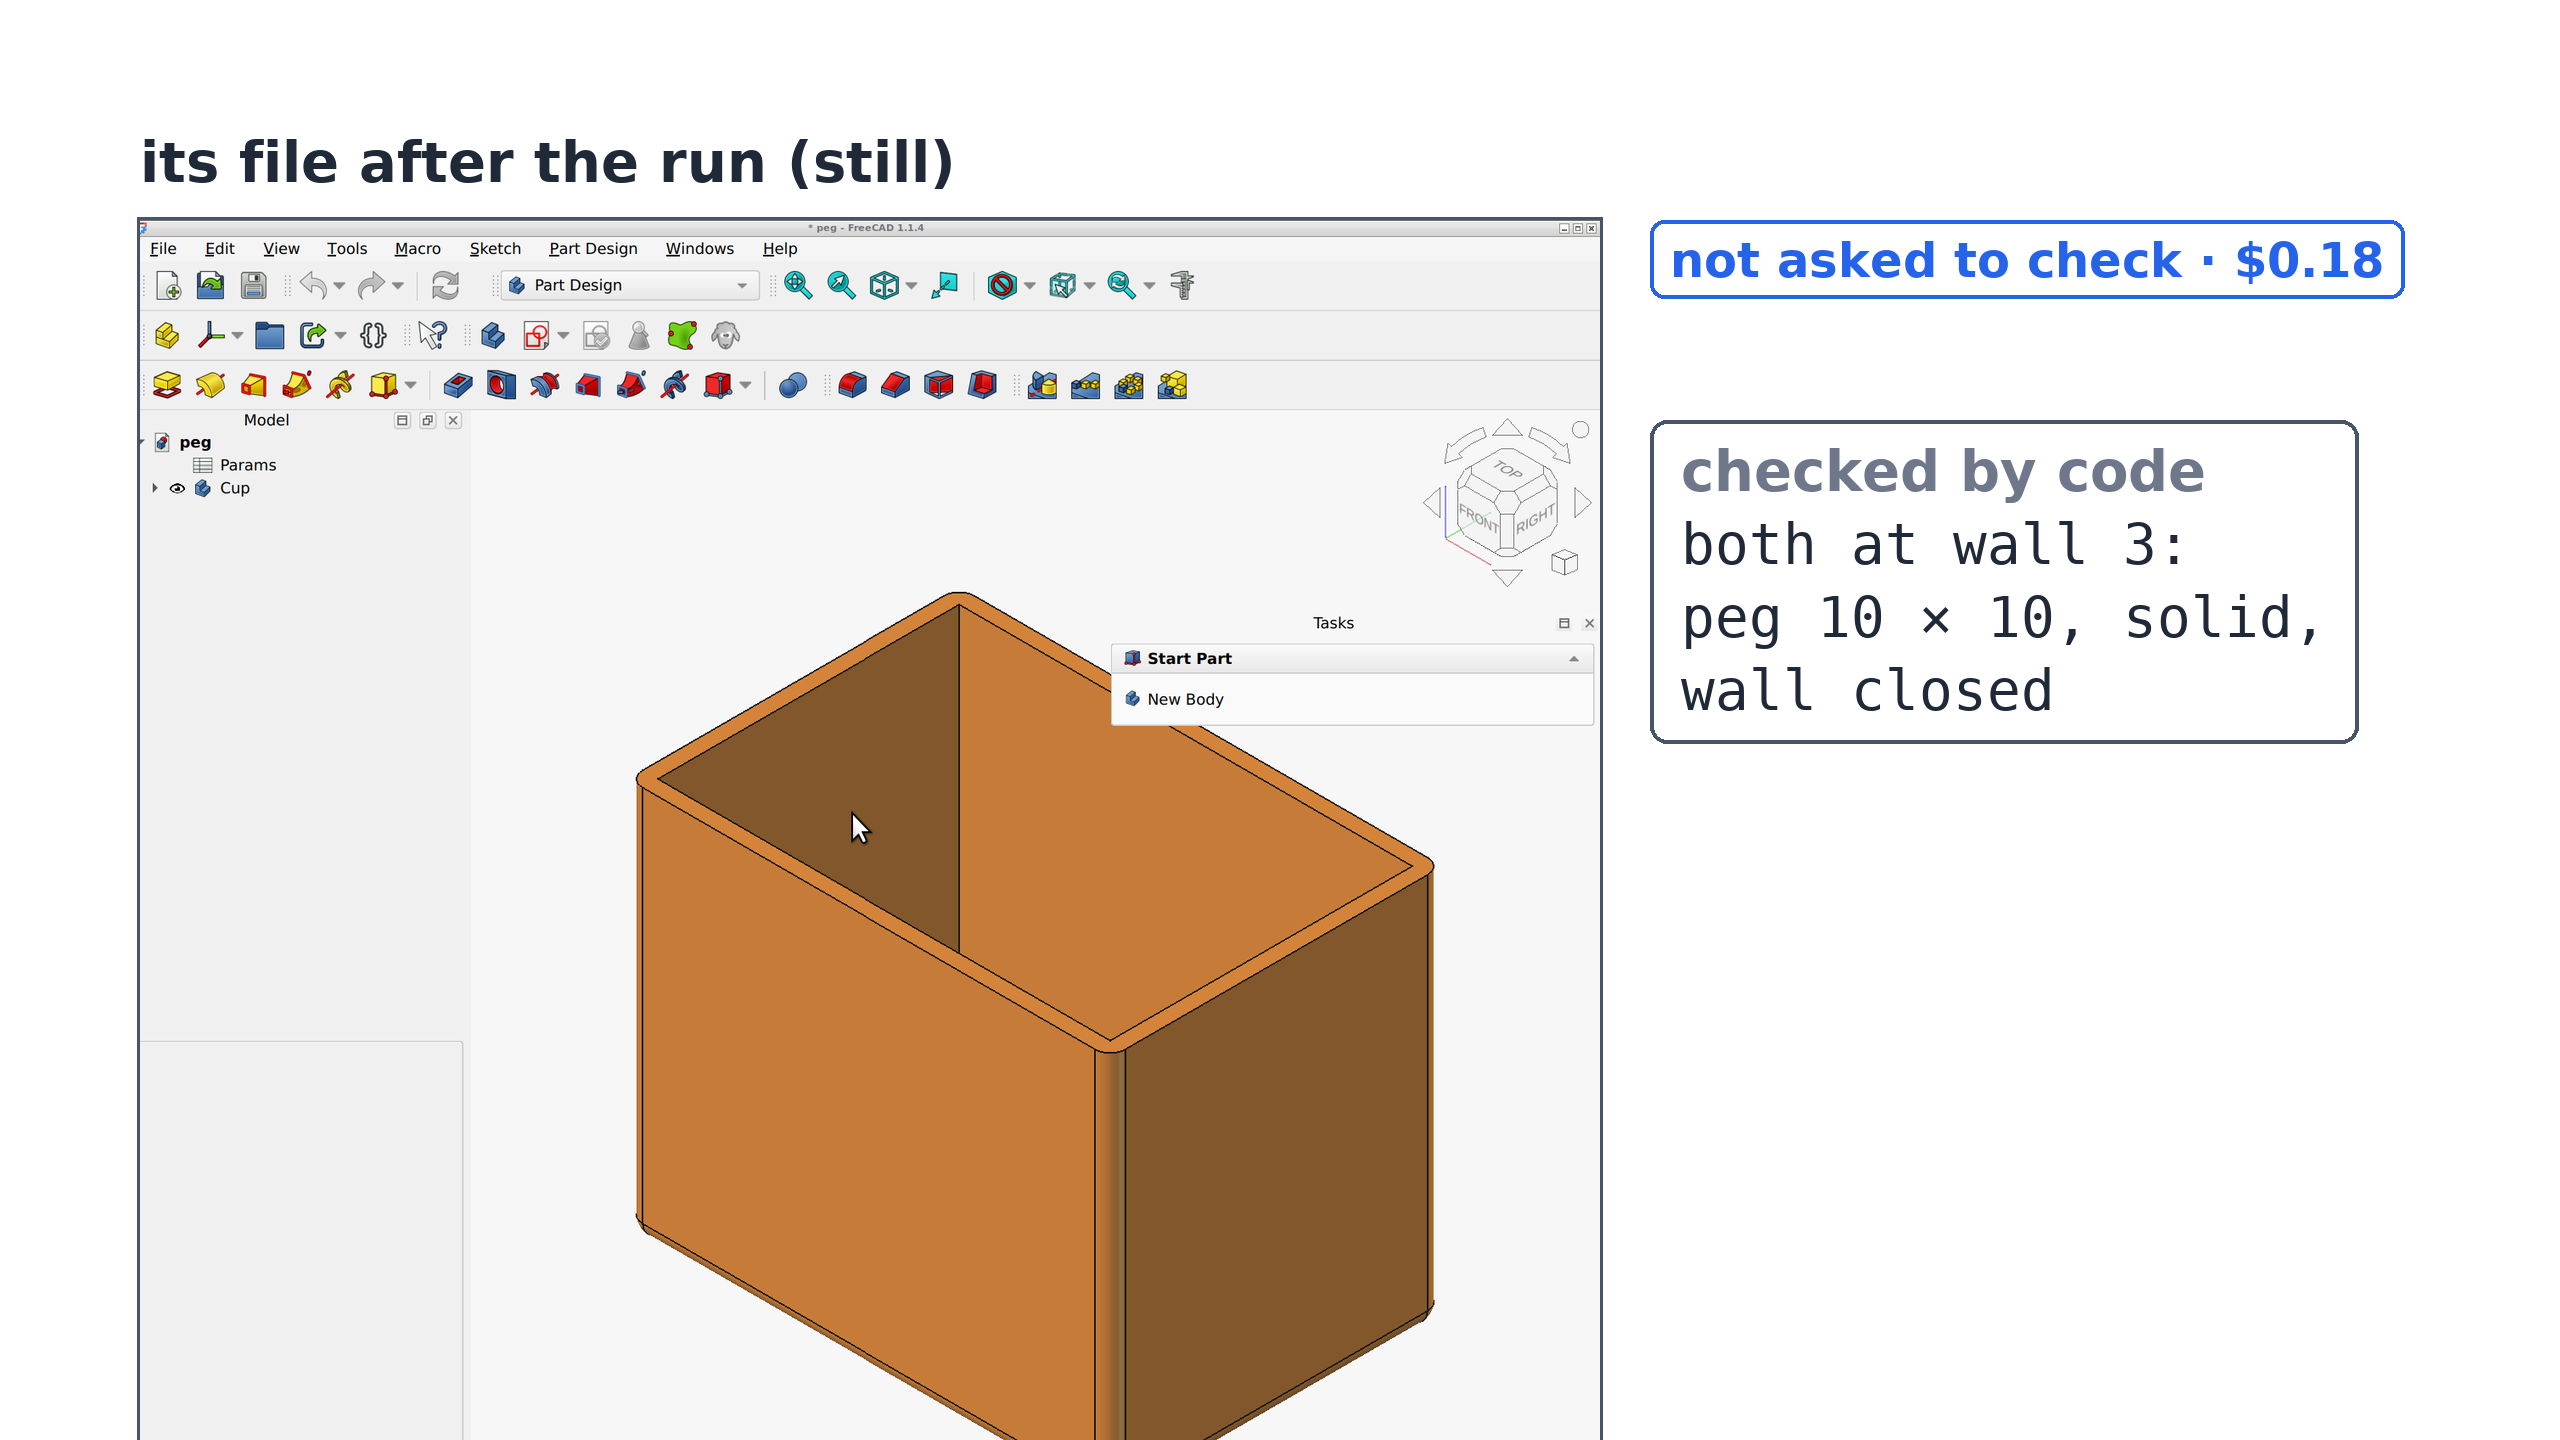 its file after the run (still)
* peg - FreeCAD 1.1.4
File Edit View Tools Macro Sketch Part Design Windows Help
Part Design
Model
peg
Params
Cup
TOP
FRONT
RIGHT
Tasks
Start Part
New Body
not asked to check · $0.18
checked by code
both at wall 3:
peg 10 × 10, solid,
wall closed